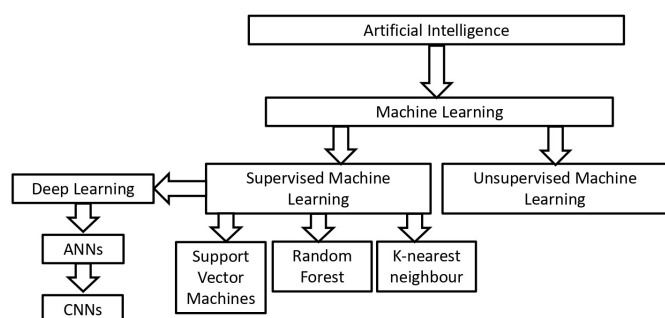 Artificial Intelligence
Machine Learning
Supervised Machine
Learning
Unsupervised Machine
Learning
Deep Learning
ANNs
CNNs
Support
Vector
Machines
Random
Forest
K-nearest
neighbour